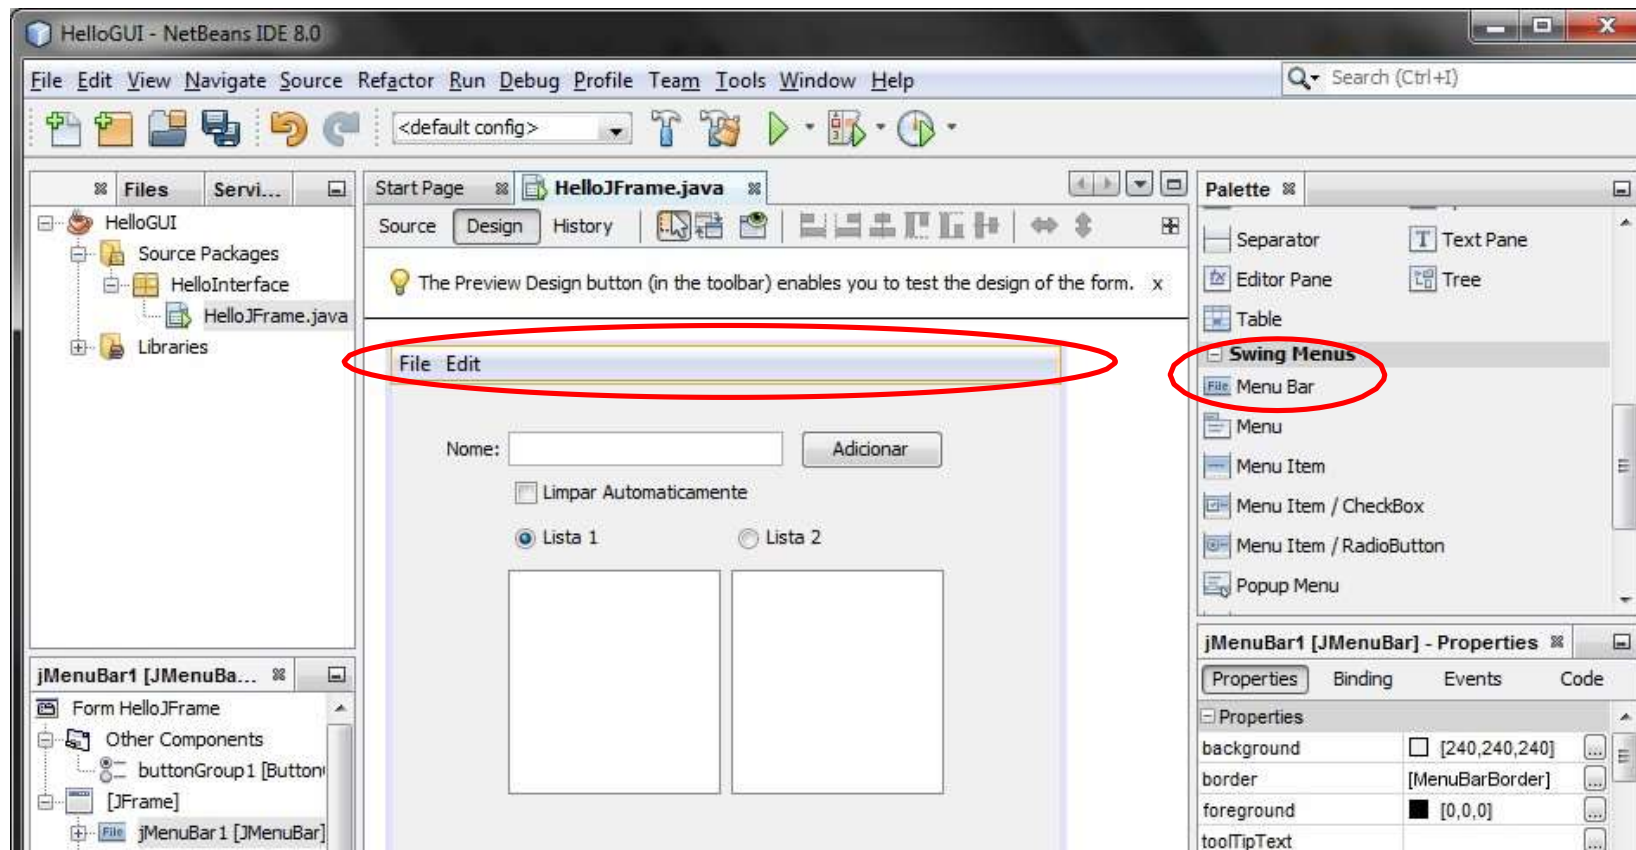 HelloGUI - NetBeans IDE 8.0
File Edit View Navigate Source Refactor Run Debug Profile Team Tools Window Help
Search (Ctrl+I)
<default config>
Files Servi...
HelloGUI
Source Packages
HelloInterface
HelloJFrame.java
Libraries
Start Page HelloJFrame.java
Source Design History
The Preview Design button (in the toolbar) enables you to test the design of the form. x
File Edit
Nome: Adicionar
Limpar Automaticamente
Lista 1 Lista 2
Palette
Separator Text Pane
Editor Pane Tree
Table
Swing Menus
File Menu Bar
Menu
Menu Item
Menu Item / CheckBox
Menu Item / RadioButton
Popup Menu
jMenuBar1 [JMenuBa...
Form HelloJFrame
Other Components
buttonGroup1 [Button
[JFrame]
File jMenuBar1 [JMenuBar]
jMenuBar1 [JMenuBar] - Properties
Properties Binding Events Code
Properties
background [240,240,240] ...
border [MenuBarBorder] ...
foreground [0,0,0] ...
toolTipText ...